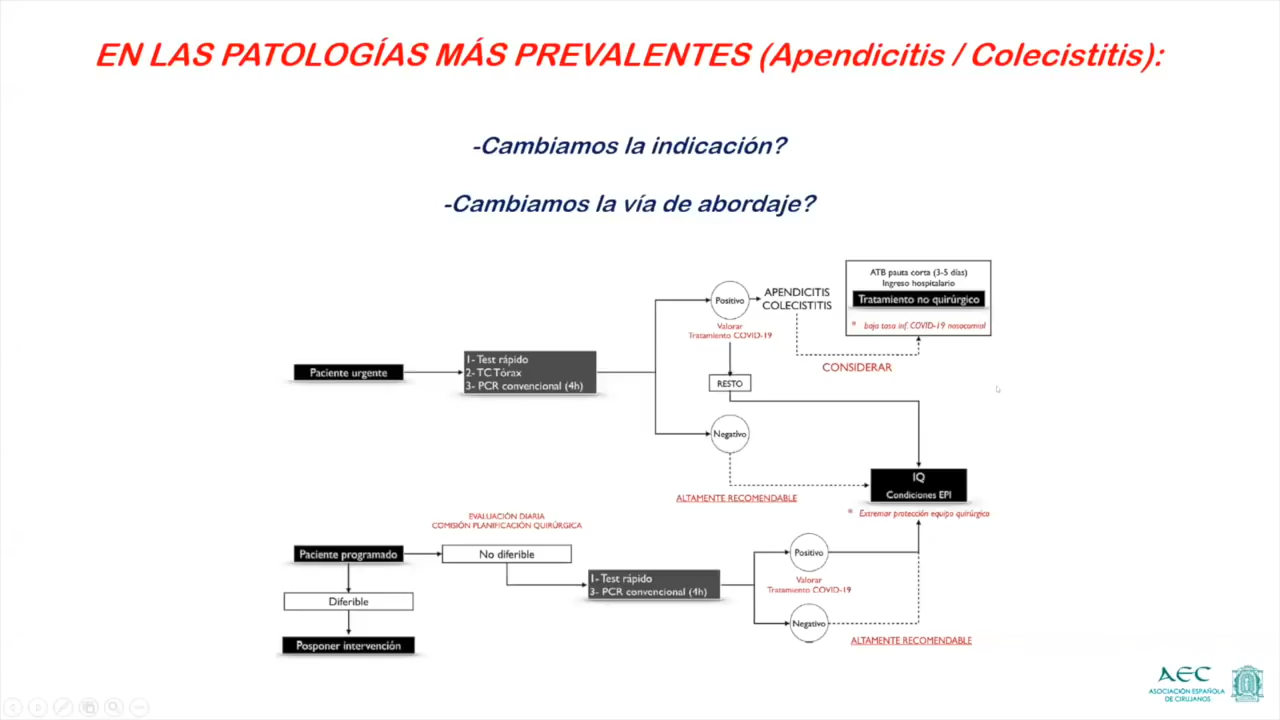 EN LAS PATOLOGÍAS MÁS PREVALENTES (Apendicitis / Colecistitis):
-Cambiamos la indicación?
-Cambiamos la vía de abordaje?
Paciente urgente
1- Test rápido
2- TC Tórax
3- PCR convencional (4h)
Positivo
Valorar
Tratamiento COVID-19
APENDICITIS
COLECISTITIS
ATB pauta corta (3-5 días)
Ingreso hospitalario
Tratamiento no quirúrgico
* baja tasa inf. COVID-19 nosocomial
CONSIDERAR
RESTO
Negativo
ALTAMENTE RECOMENDABLE
IQ
Condiciones EPI
* Extremar protección equipo quirúrgico
EVALUACIÓN DIARIA
COMISIÓN PLANIFICACIÓN QUIRÚRGICA
Paciente programado
No diferible
Diferible
Posponer intervención
1- Test rápido
3- PCR convencional (4h)
Positivo
Valorar
Tratamiento COVID-19
Negativo
ALTAMENTE RECOMENDABLE
AEC
ASOCIACIÓN ESPAÑOLA
DE CIRUJANOS